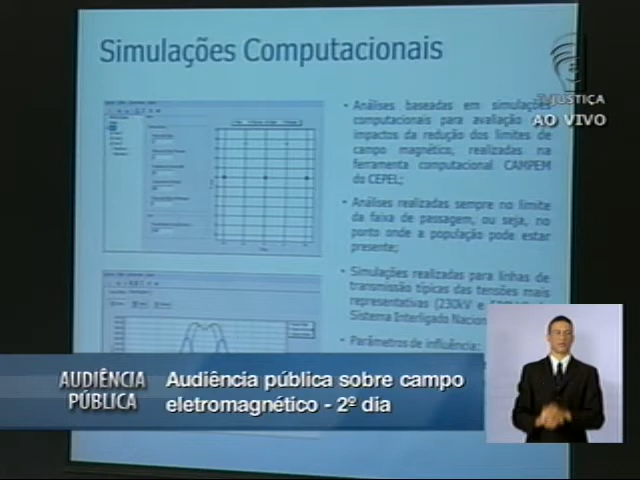 Simulações Computacionais
• Análises baseadas em simulações
computacionais para avaliação
impactos da redução dos limites de
campo magnético, realizadas na
ferramenta computacional CAMPEM
do CEPEL;
• Análises realizadas sempre no limite
da faixa de passagem, ou seja, no
ponto onde a população pode estar
presente;
• Simulações realizadas para linhas de
transmissão típicas das tensões mais
representativas (230kV e
Sistema Interligado
• Parâmetros de influência:
JUSTIÇA
AO VIVO
AUDIÊNCIA
PÚBLICA
Audiência pública sobre campo
eletromagnético - 2º dia